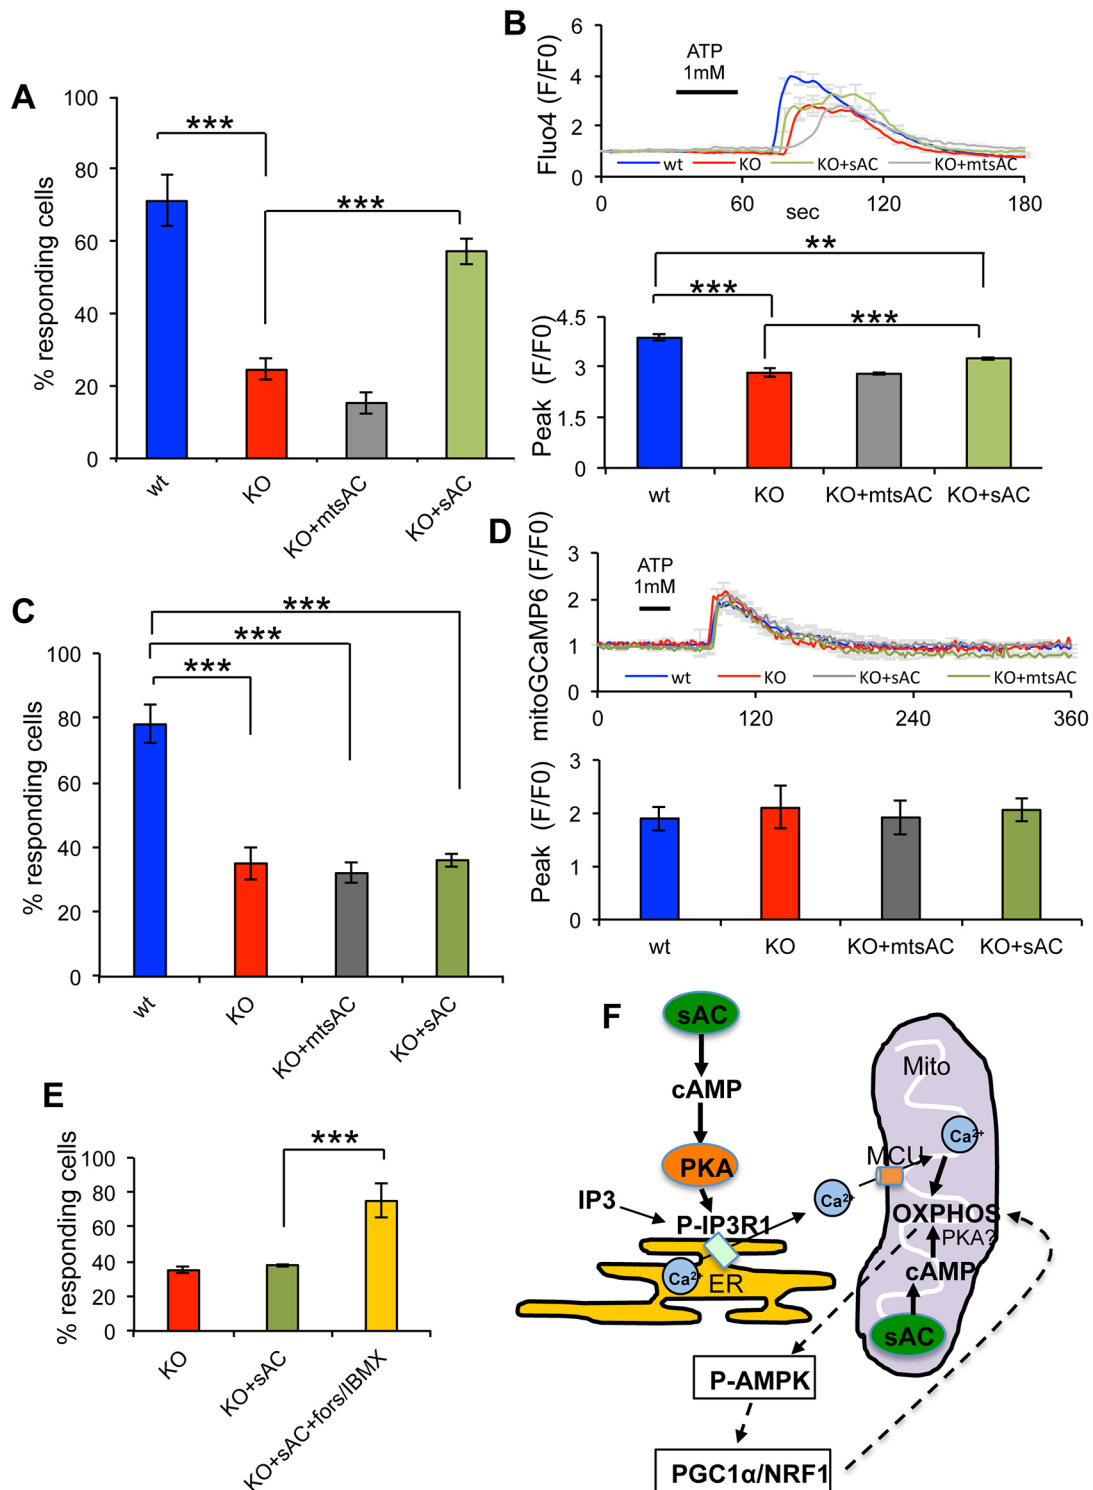 A
100
80
60
40
20
0
% responding cells
***
***
wt
KO
KO+mtsAC
KO+sAC
B
Fluo4 (F/F0)
6
4
2
0
ATP
1mM
wt
KO
KO+sAC
KO+mtsAC
0
60
sec
120
180
**
***
***
Peak (F/F0)
4.5
3
1.5
0
wt
KO
KO+mtsAC
KO+sAC
C
***
***
***
100
80
60
40
20
0
% responding cells
wt
KO
KO+mtsAC
KO+sAC
D
mitoGCaMP6 (F/F0)
3
2
1
0
ATP
1mM
wt
KO
KO+sAC
KO+mtsAC
0
120
240
360
Peak (F/F0)
3
2
1
0
wt
KO
KO+mtsAC
KO+sAC
E
***
% responding cells
100
80
60
40
20
0
KO
KO+sAC
KO+sAC+fors/IBMX
F
sAC
cAMP
PKA
IP3
P-IP3R1
Ca2+
ER
Ca2+
MCU
Mito
Ca2+
OXPHOS
PKA?
cAMP
sAC
P-AMPK
PGC1α/NRF1